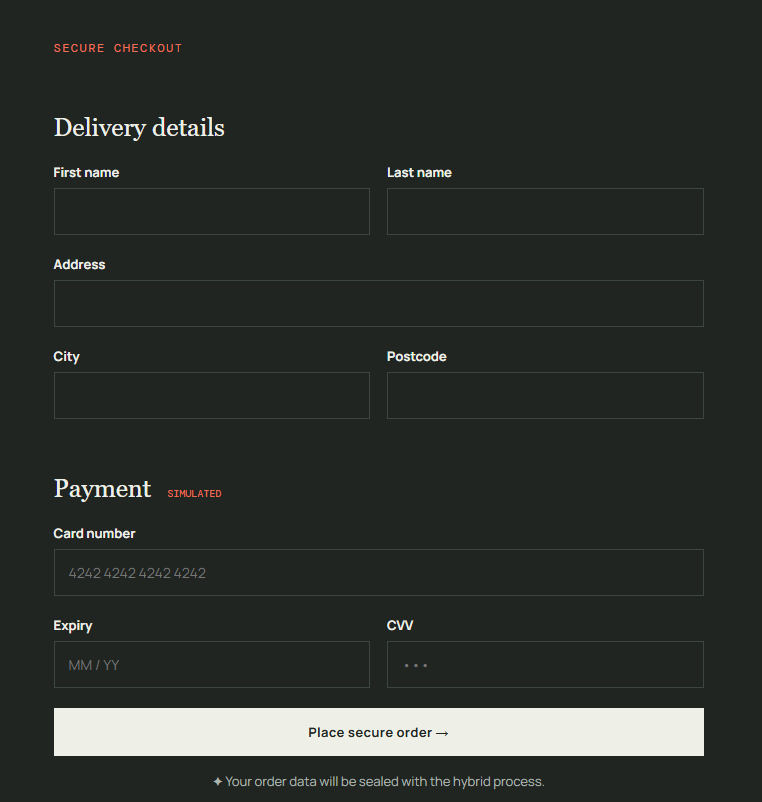 SECURE CHECKOUT
Delivery details
First name Last name
Address
City Postcode
Payment SIMULATED
Card number
4242 4242 4242 4242
Expiry CVV
MM / YY •••
Place secure order →
✦ Your order data will be sealed with the hybrid process.